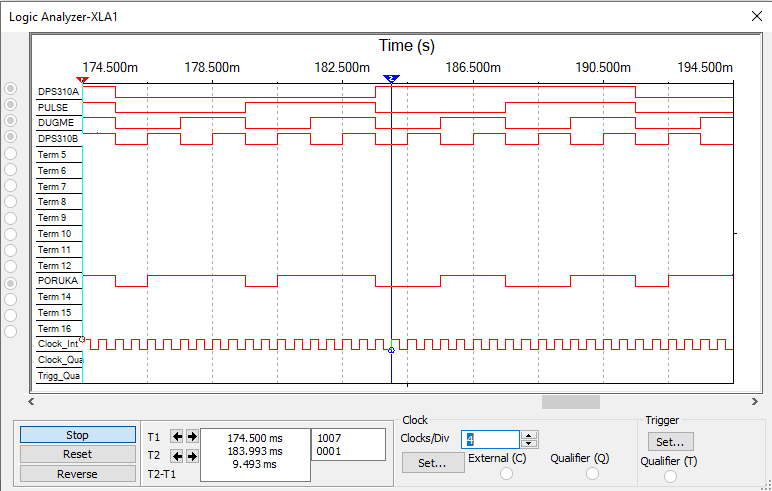 Logic Analyzer-XLA1
Time (s)
174.500m 178.500m 182.500m 186.500m 190.500m 194.500m
T
2
DPS310A
PULSE
DUGME
DPS310B
Term 5
Term 6
Term 7
Term 8
Term 9
Term 10
Term 11
Term 12
PORUKA
Term 14
Term 15
Term 16
Clock_Int
Clock_Qua
Trigg_Qua
Stop
Reset
Reverse
T1 174.500 ms 1007
T2 183.993 ms 0001
T2-T1 9.493 ms
Clock
Clocks/Div 4
Set... External (C) Qualifier (Q)
Trigger
Set...
Qualifier (T)